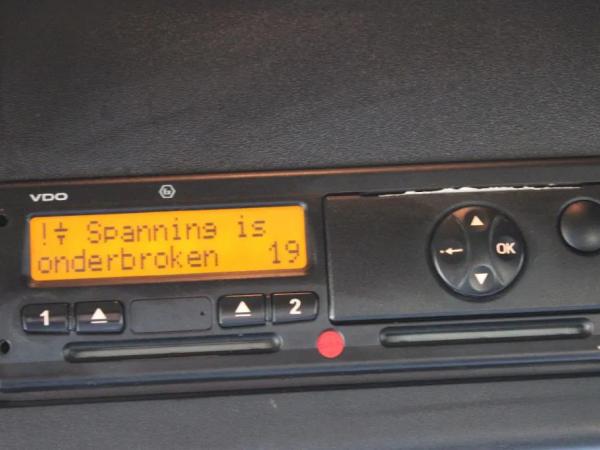 VDO
! Spanning is
onderbroken 19
1
2
OK